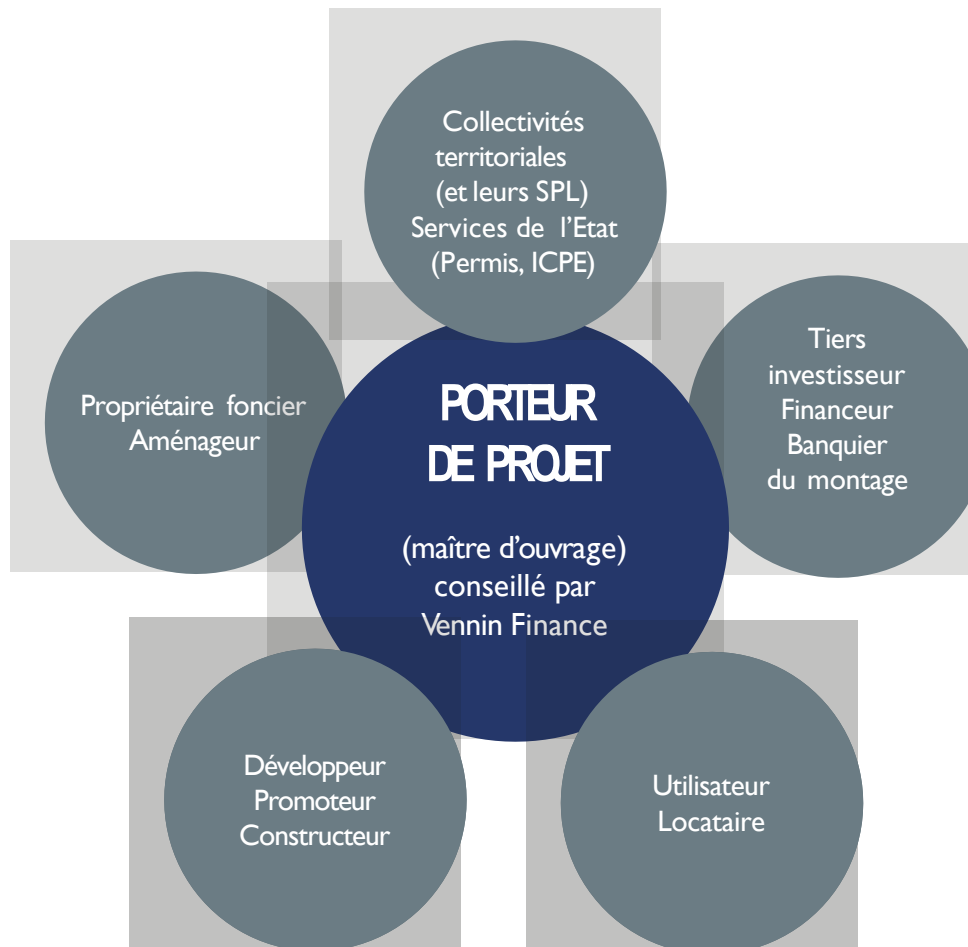 Collectivités
territoriales
(et leurs SPL)
Services de l’Etat
(Permis, ICPE)
Propriétaire foncier
Aménageur
PORTEUR
DE PROJET
(maître d’ouvrage)
conseillé par
Vennin Finance
Tiers
investisseur
Financeur
Banquier
du montage
Développeur
Promoteur
Constructeur
Utilisateur
Locataire